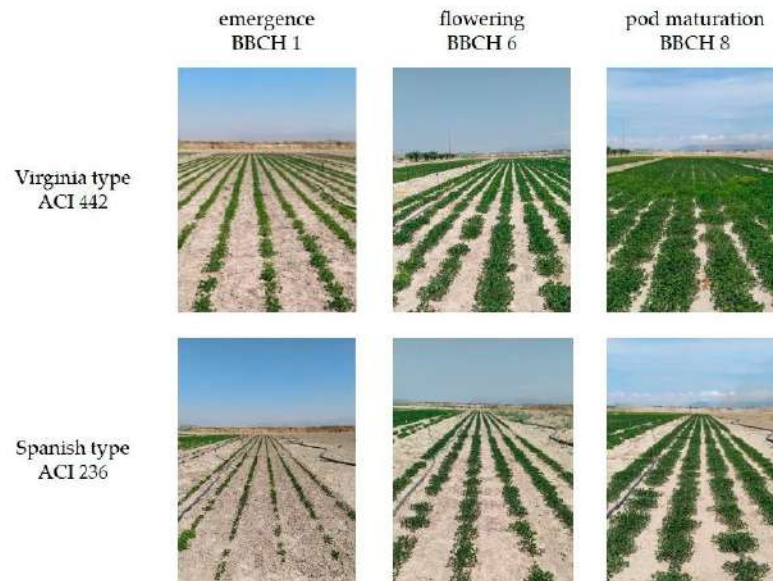 emergence
BBCH 1
flowering
BBCH 6
pod maturation
BBCH 8
Virginia type
ACI 442
Spanish type
ACI 236